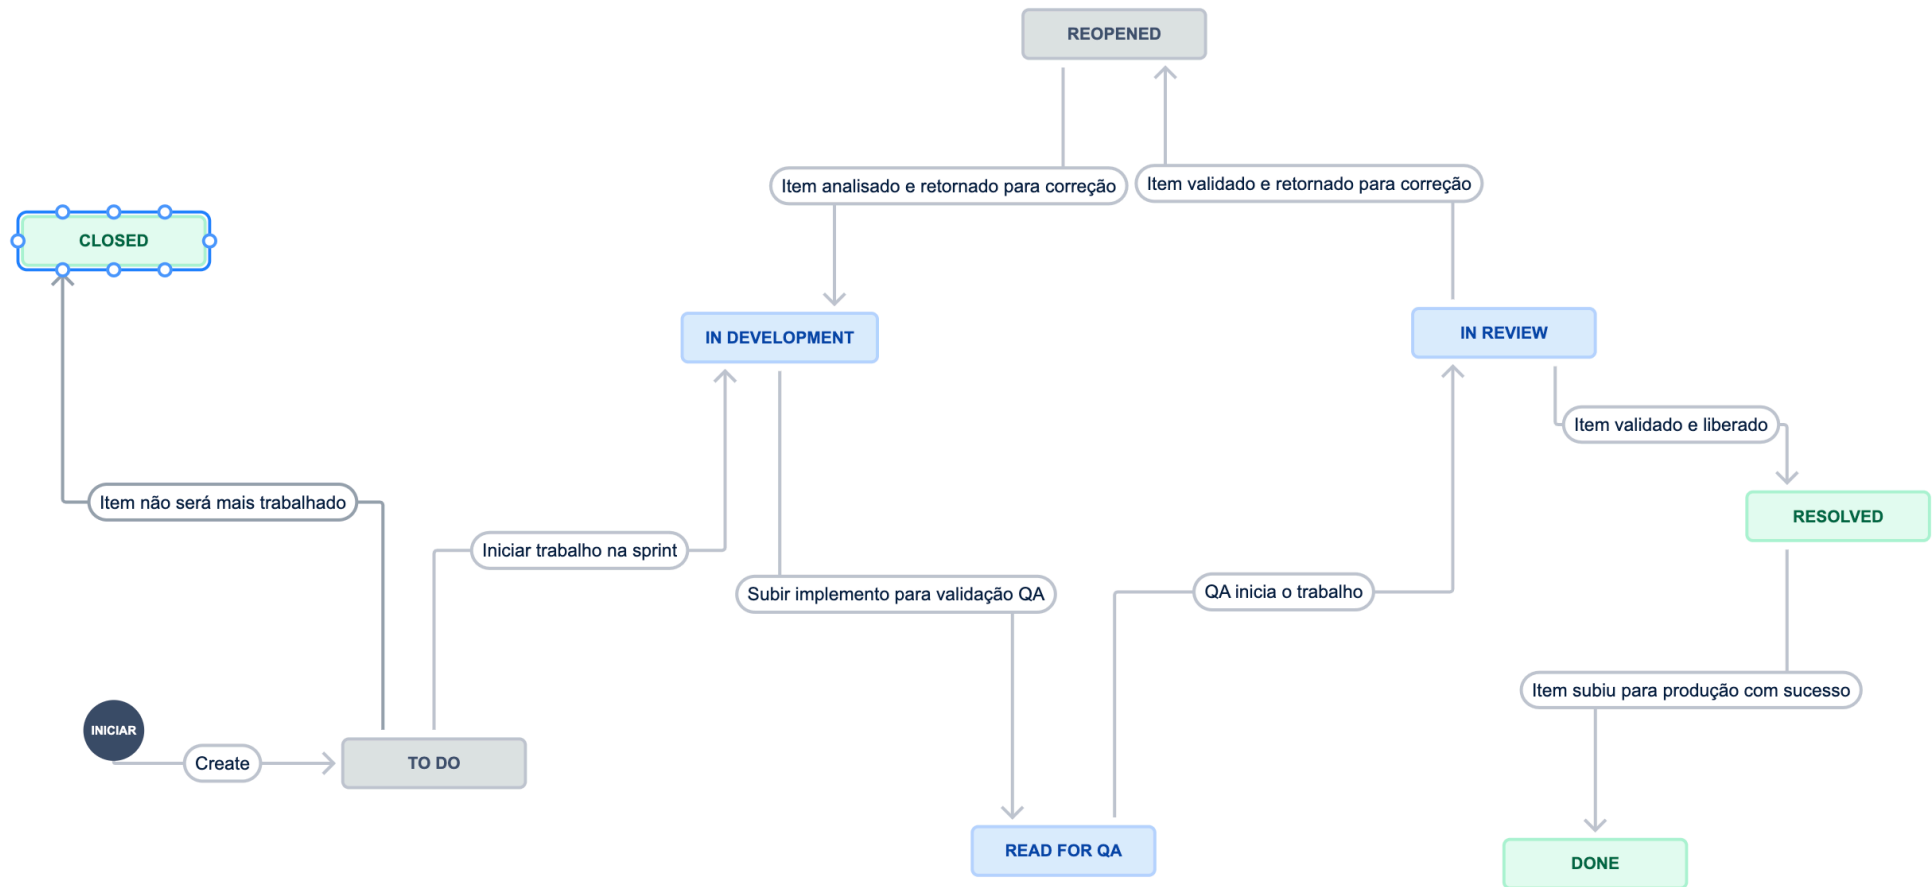 REOPENED
Item analisado e retornado para correção
Item validado e retornado para correção
CLOSED
IN DEVELOPMENT
IN REVIEW
Item validado e liberado
Item não será mais trabalhado
RESOLVED
Iniciar trabalho na sprint
Subir implemento para validação QA
QA inicia o trabalho
Item subiu para produção com sucesso
INICIAR
Create
TO DO
READ FOR QA
DONE